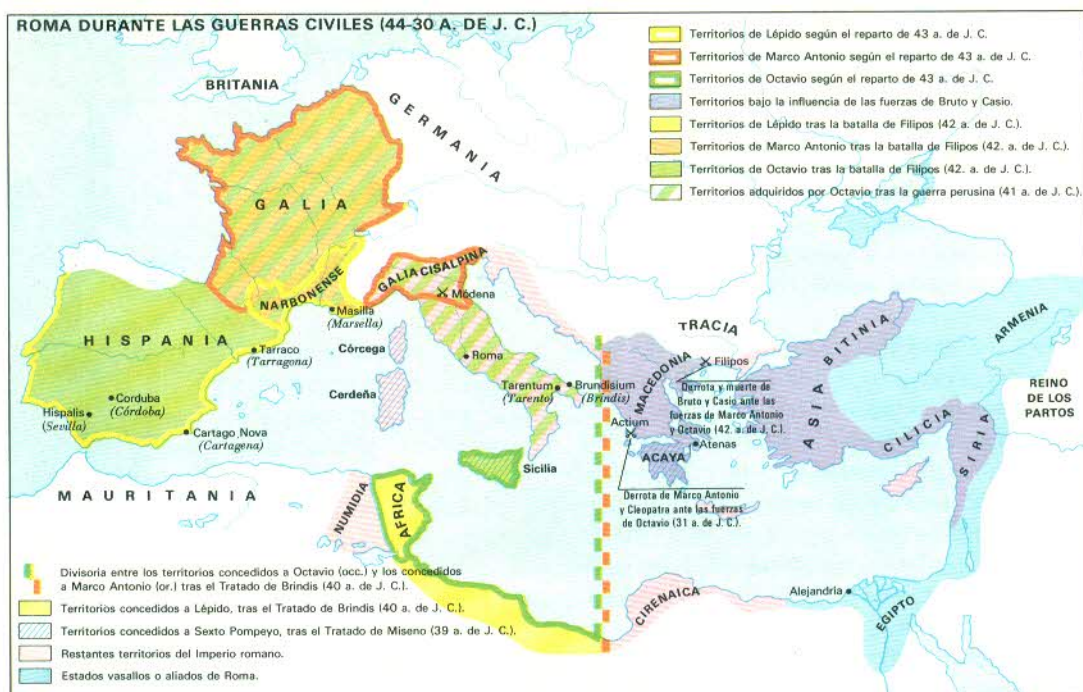 ROMA DURANTE LAS GUERRAS CIVILES (44-30 A. DE J. C.)
Territorios de Lépido según el reparto de 43 a. de J. C.
Territorios de Marco Antonio según el reparto de 43 a. de J. C.
Territorios de Octavio según el reparto de 43 a. de J. C.
Territorios bajo la influencia de las fuerzas de Bruto y Casio.
Territorios de Lépido tras la batalla de Filipos (42 a. de J. C.).
Territorios de Marco Antonio tras la batalla de Filipos (42. a. de J. C.).
Territorios de Octavio tras la batalla de Filipos (42. a. de J. C.).
Territorios adquiridos por Octavio tras la guerra perusina (41 a. de J. C.).
BRITANIA
GERMANIA
GALIA
NARBONENSE
GALIA CISALPINA
Módena
Masilla
(Marsella)
HISPANIA
Tarraco
(Tarragona)
Corduba
(Córdoba)
Hispalis
(Sevilla)
Cartago Nova
(Cartagena)
Córcega
Cerdeña
Roma
Tarentum
(Tarento)
Brundisium
(Brindis)
Sicilia
TRACIA
MACEDONIA
Filipos
Derrota y muerte de
Bruto y Casio ante las
fuerzas de Marco Antonio
y Octavio (42. a. de J. C.).
Actium
ACAYA
Atenas
Derrota de Marco Antonio
y Cleopatra ante las fuerzas
de Octavio (31 a. de J. C.).
ASIA
BITINIA
ARMENIA
REINO
DE LOS
PARTOS
CILICIA
SIRIA
MAURITANIA
NUMIDIA
AFRICA
CIRENAICA
Alejandría
EGIPTO
Divisoria entre los territorios concedidos a Octavio (occ.) y los concedidos
a Marco Antonio (or.) tras el Tratado de Brindis (40 a. de J. C.).
Territorios concedidos a Lépido, tras el Tratado de Brindis (40 a. de J. C.).
Territorios concedidos a Sexto Pompeyo, tras el Tratado de Miseno (39 a. de J. C.).
Restantes territorios del Imperio romano.
Estados vasallos o aliados de Roma.